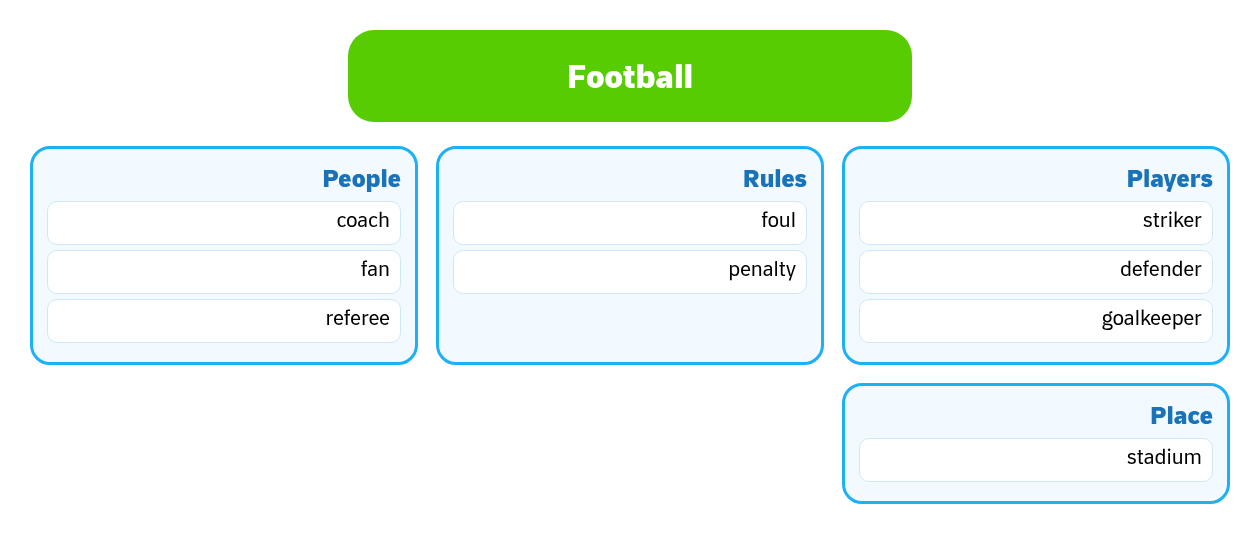 Football
Players
striker
defender
goalkeeper
Rules
foul
penalty
People
coach
fan
referee
Place
stadium